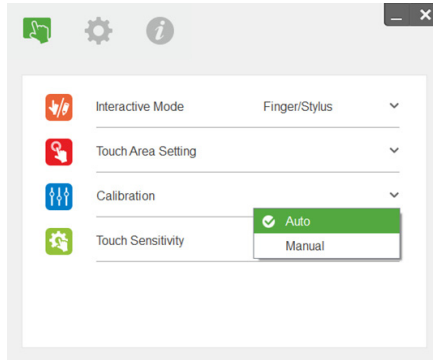 Interactive Mode Finger/Stylus
Touch Area Setting
Calibration
Auto
Touch Sensitivity
Manual